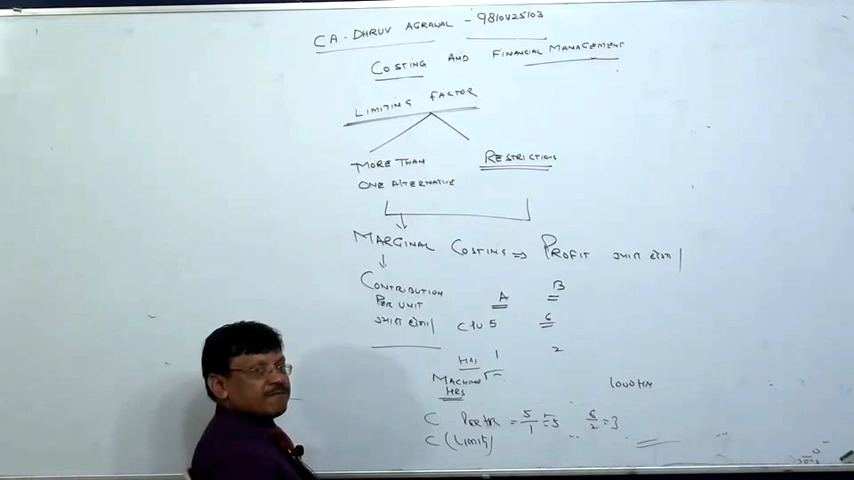 CA. DHRUV AGRAWAL - 9810425103
COSTING AND FINANCIAL MANAGEMENT
LIMITING FACTOR
MORE THAN
ONE ALTERNATIVE
RESTRICTIONS
MARGINAL COSTING ⇒ PROFIT
CONTRIBUTION
PER UNIT
A B
CPU 5 6
HRS 1 2
MACHINE
HRS
1000 HM
C PER HR = 5/1 = 5 6/2 = 3
C (LIMIT)